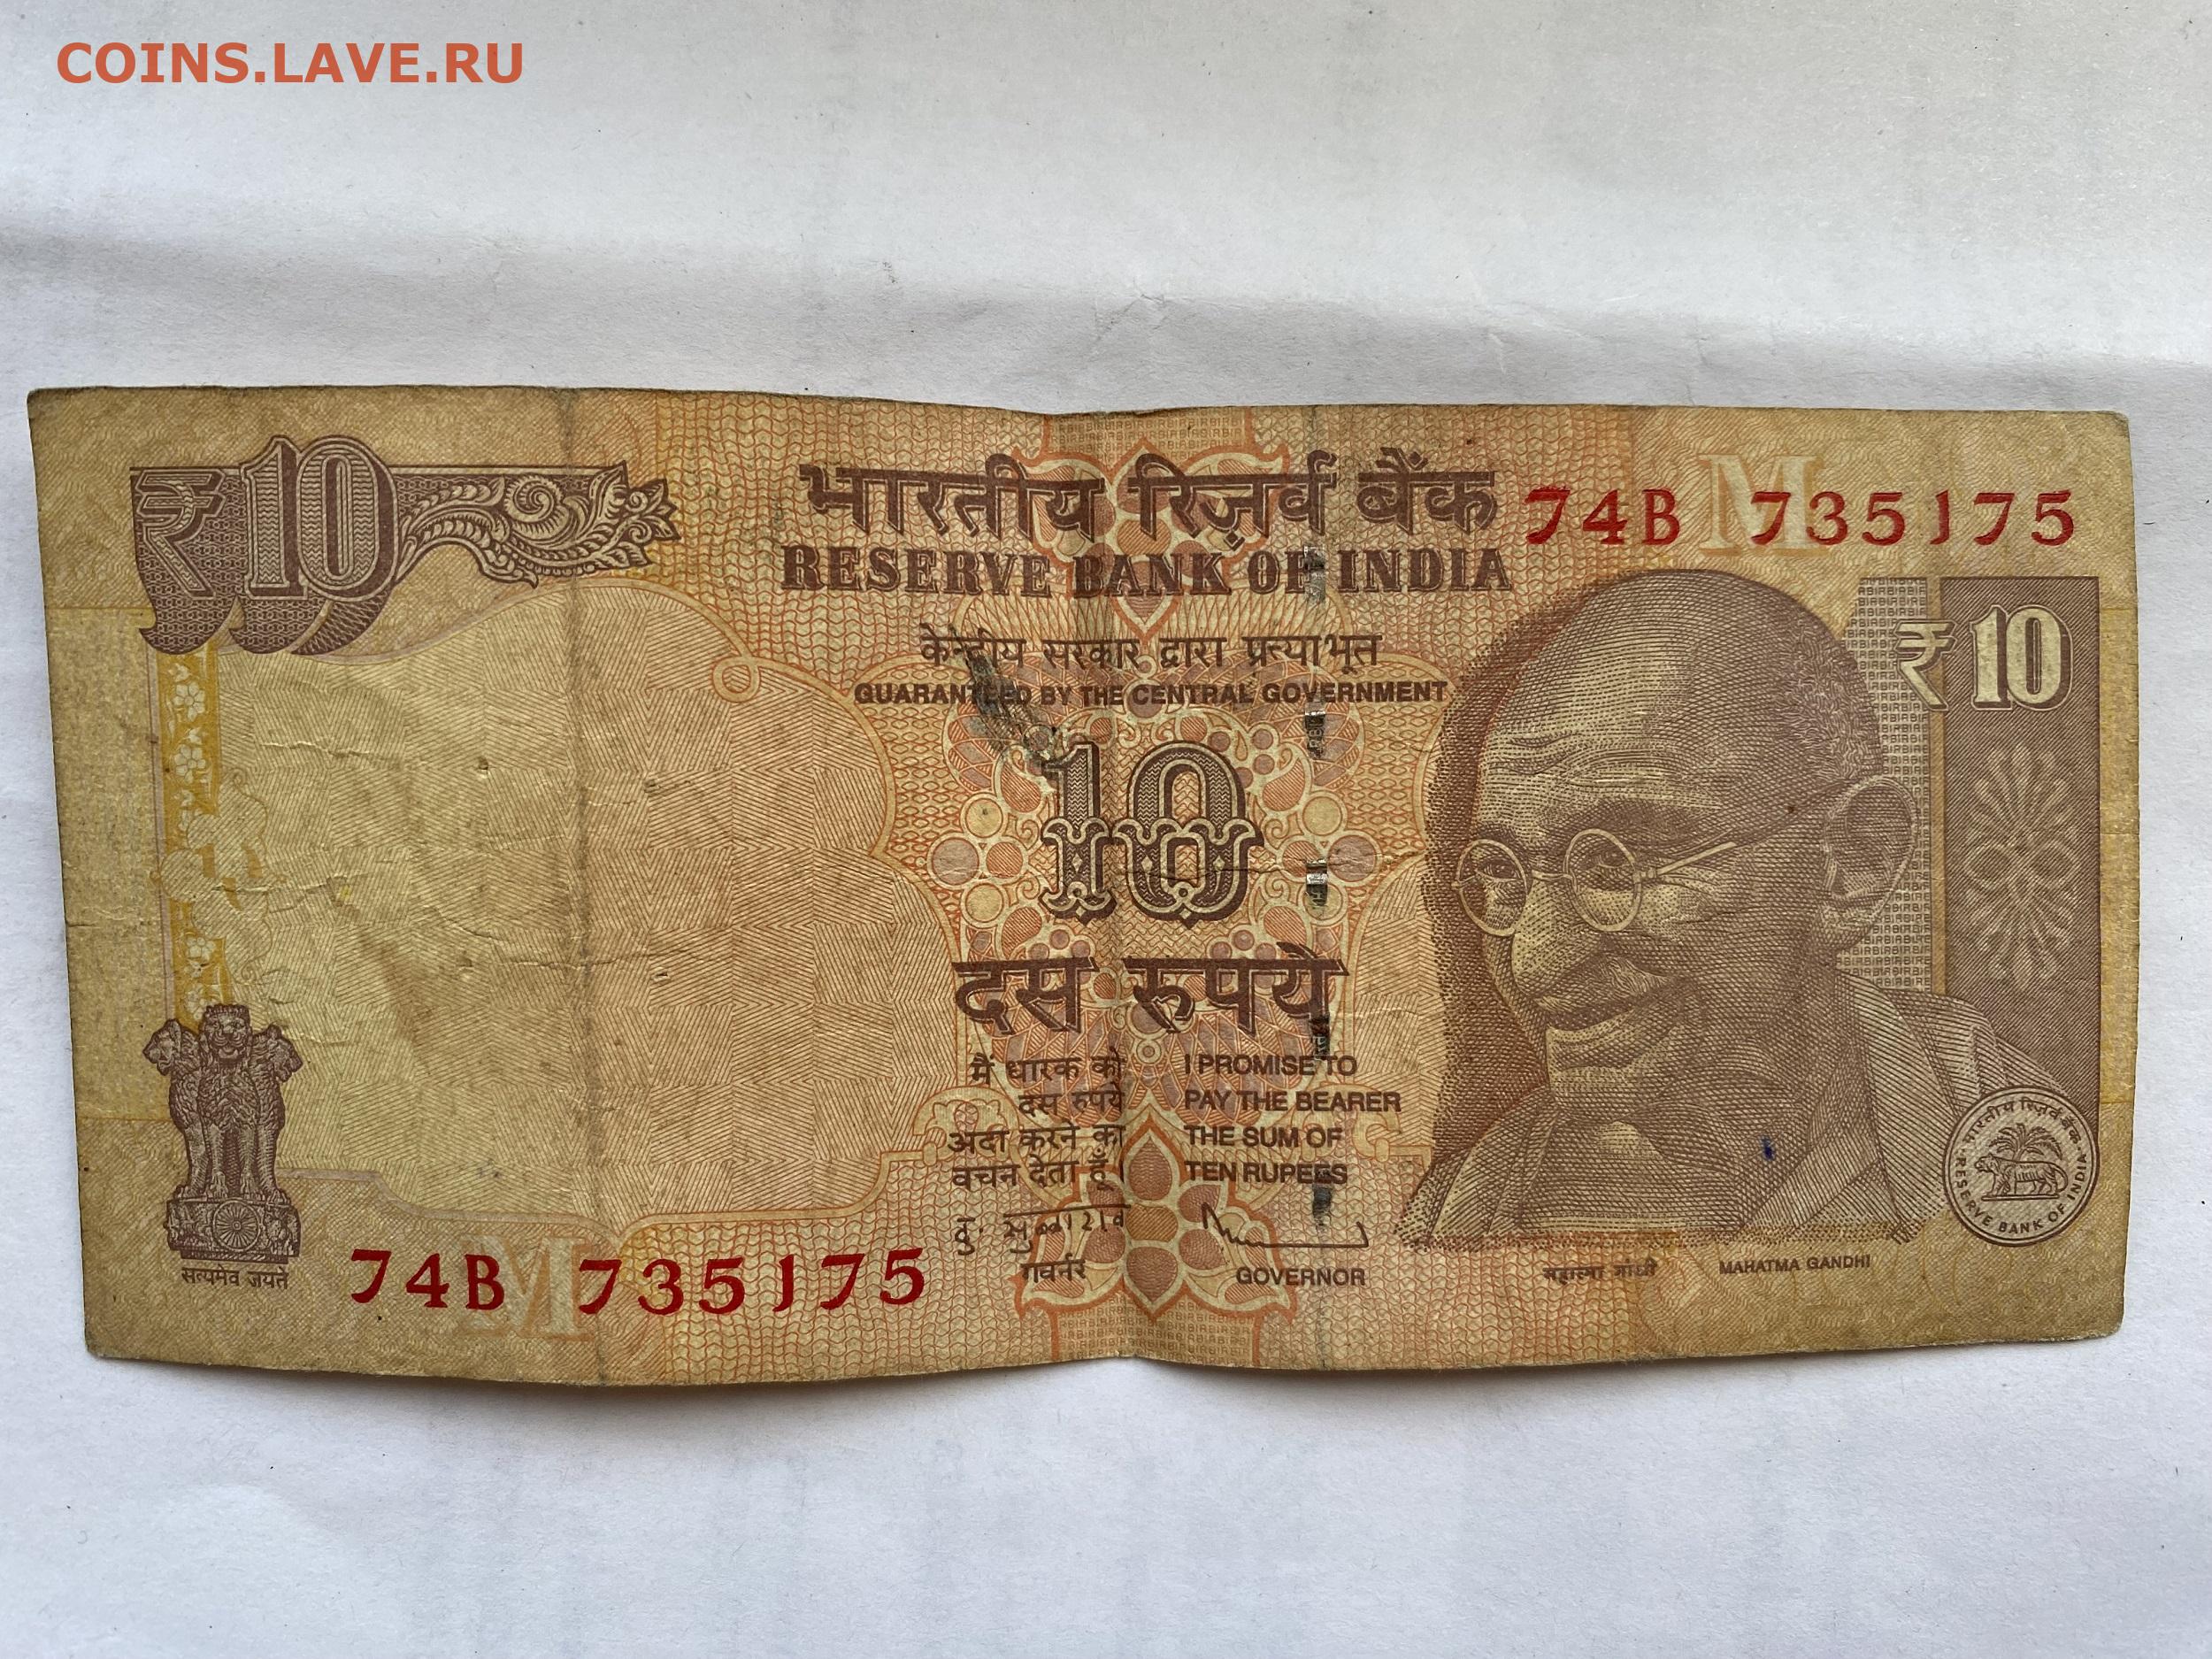 COINS.LAVE.RU
₹ 10
भारतीय रिज़र्व बैंक
RESERVE BANK OF INDIA
74B 735175
केन्द्रीय सरकार द्वारा प्रत्याभूत
GUARANTEED BY THE CENTRAL GOVERNMENT
₹ 10
10
दस रुपये
मैं धारक को
दस रुपये
अदा करने का
वचन देता हूँ।
I PROMISE TO
PAY THE BEARER
THE SUM OF
TEN RUPEES
गवर्नर
GOVERNOR
सत्यमेव जयते
74B 735175
महात्मा गांधी
MAHATMA GANDHI
भारतीय रिज़र्व बैंक
RESERVE BANK OF INDIA
M
M